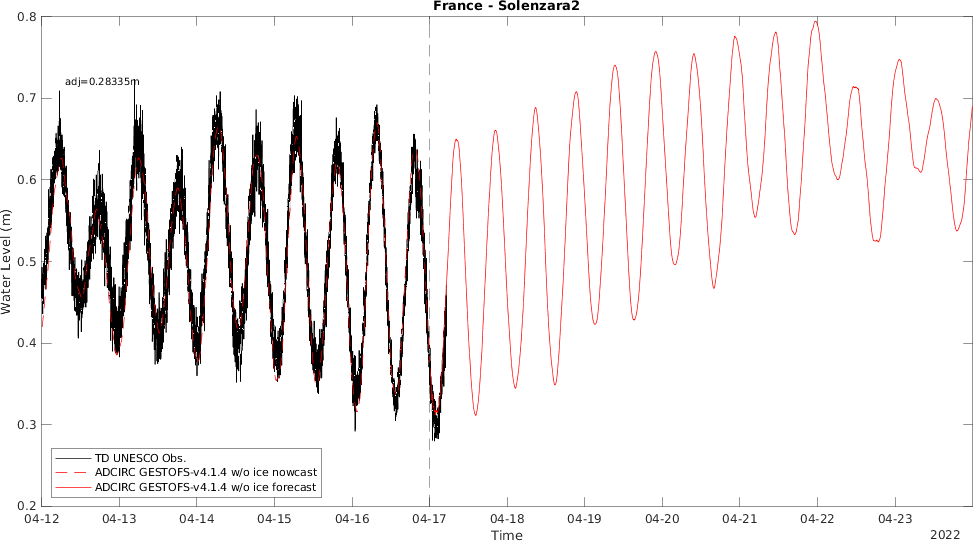 France - Solenzara2
adj=0.28335m
Water Level (m)
0.8
0.7
0.6
0.5
0.4
0.3
0.2
TD UNESCO Obs.
ADCIRC GESTOFS-v4.1.4 w/o ice nowcast
ADCIRC GESTOFS-v4.1.4 w/o ice forecast
04-12 04-13 04-14 04-15 04-16 04-17 04-18 04-19 04-20 04-21 04-22 04-23
Time
2022